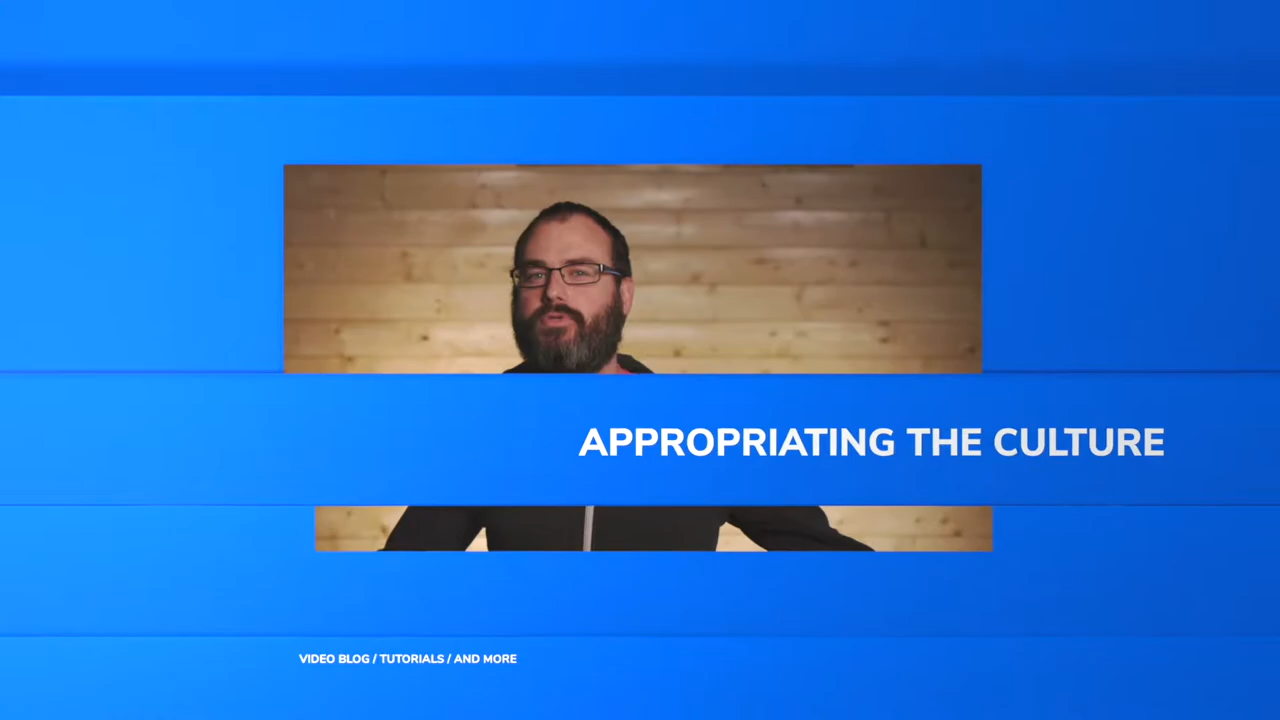 APPROPRIATING THE CULTURE
VIDEO BLOG / TUTORIALS / AND MORE